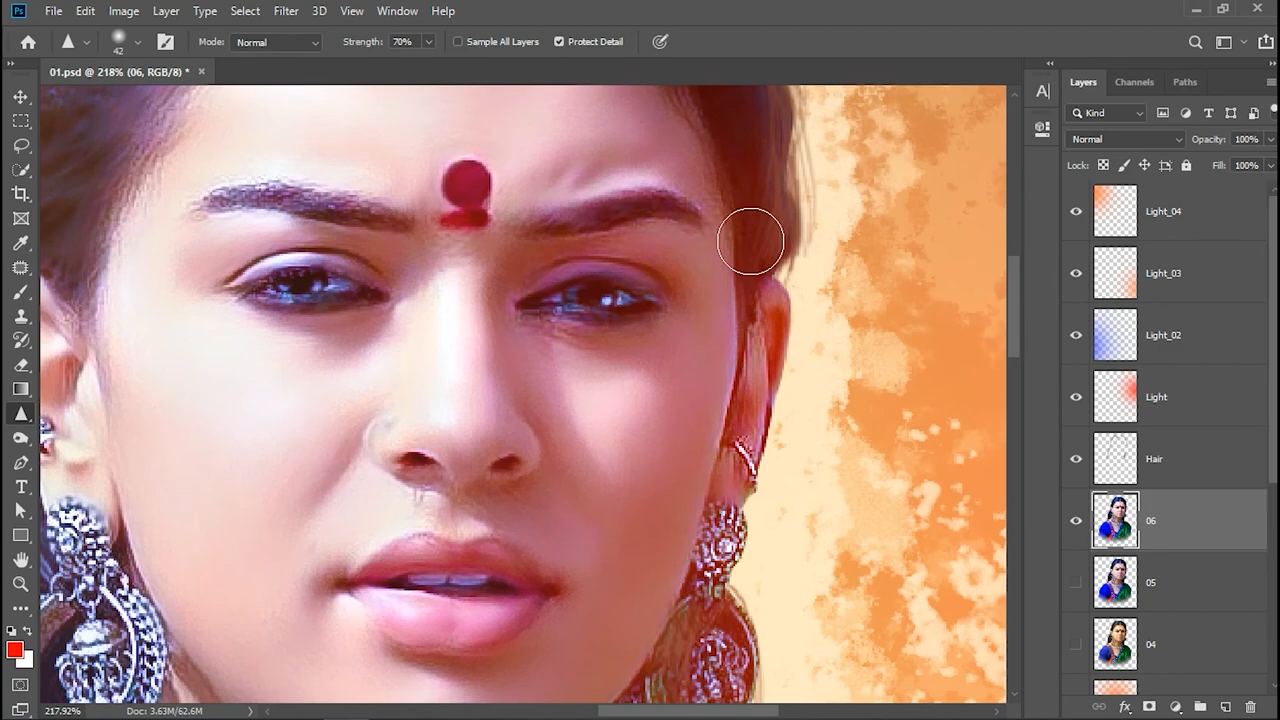 Ps File Edit Image Layer Type Select Filter 3D View Window Help
42 Mode: Normal Strength: 70% Sample All Layers Protect Detail
01.psd @ 218% (06, RGB/8) * ×
Layers Channels Paths
Kind
Normal Opacity: 100%
Lock: Fill: 100%
Light_04
Light_03
Light_02
Light
Hair
06
05
04
217.92% Doc: 3.63M/62.6M